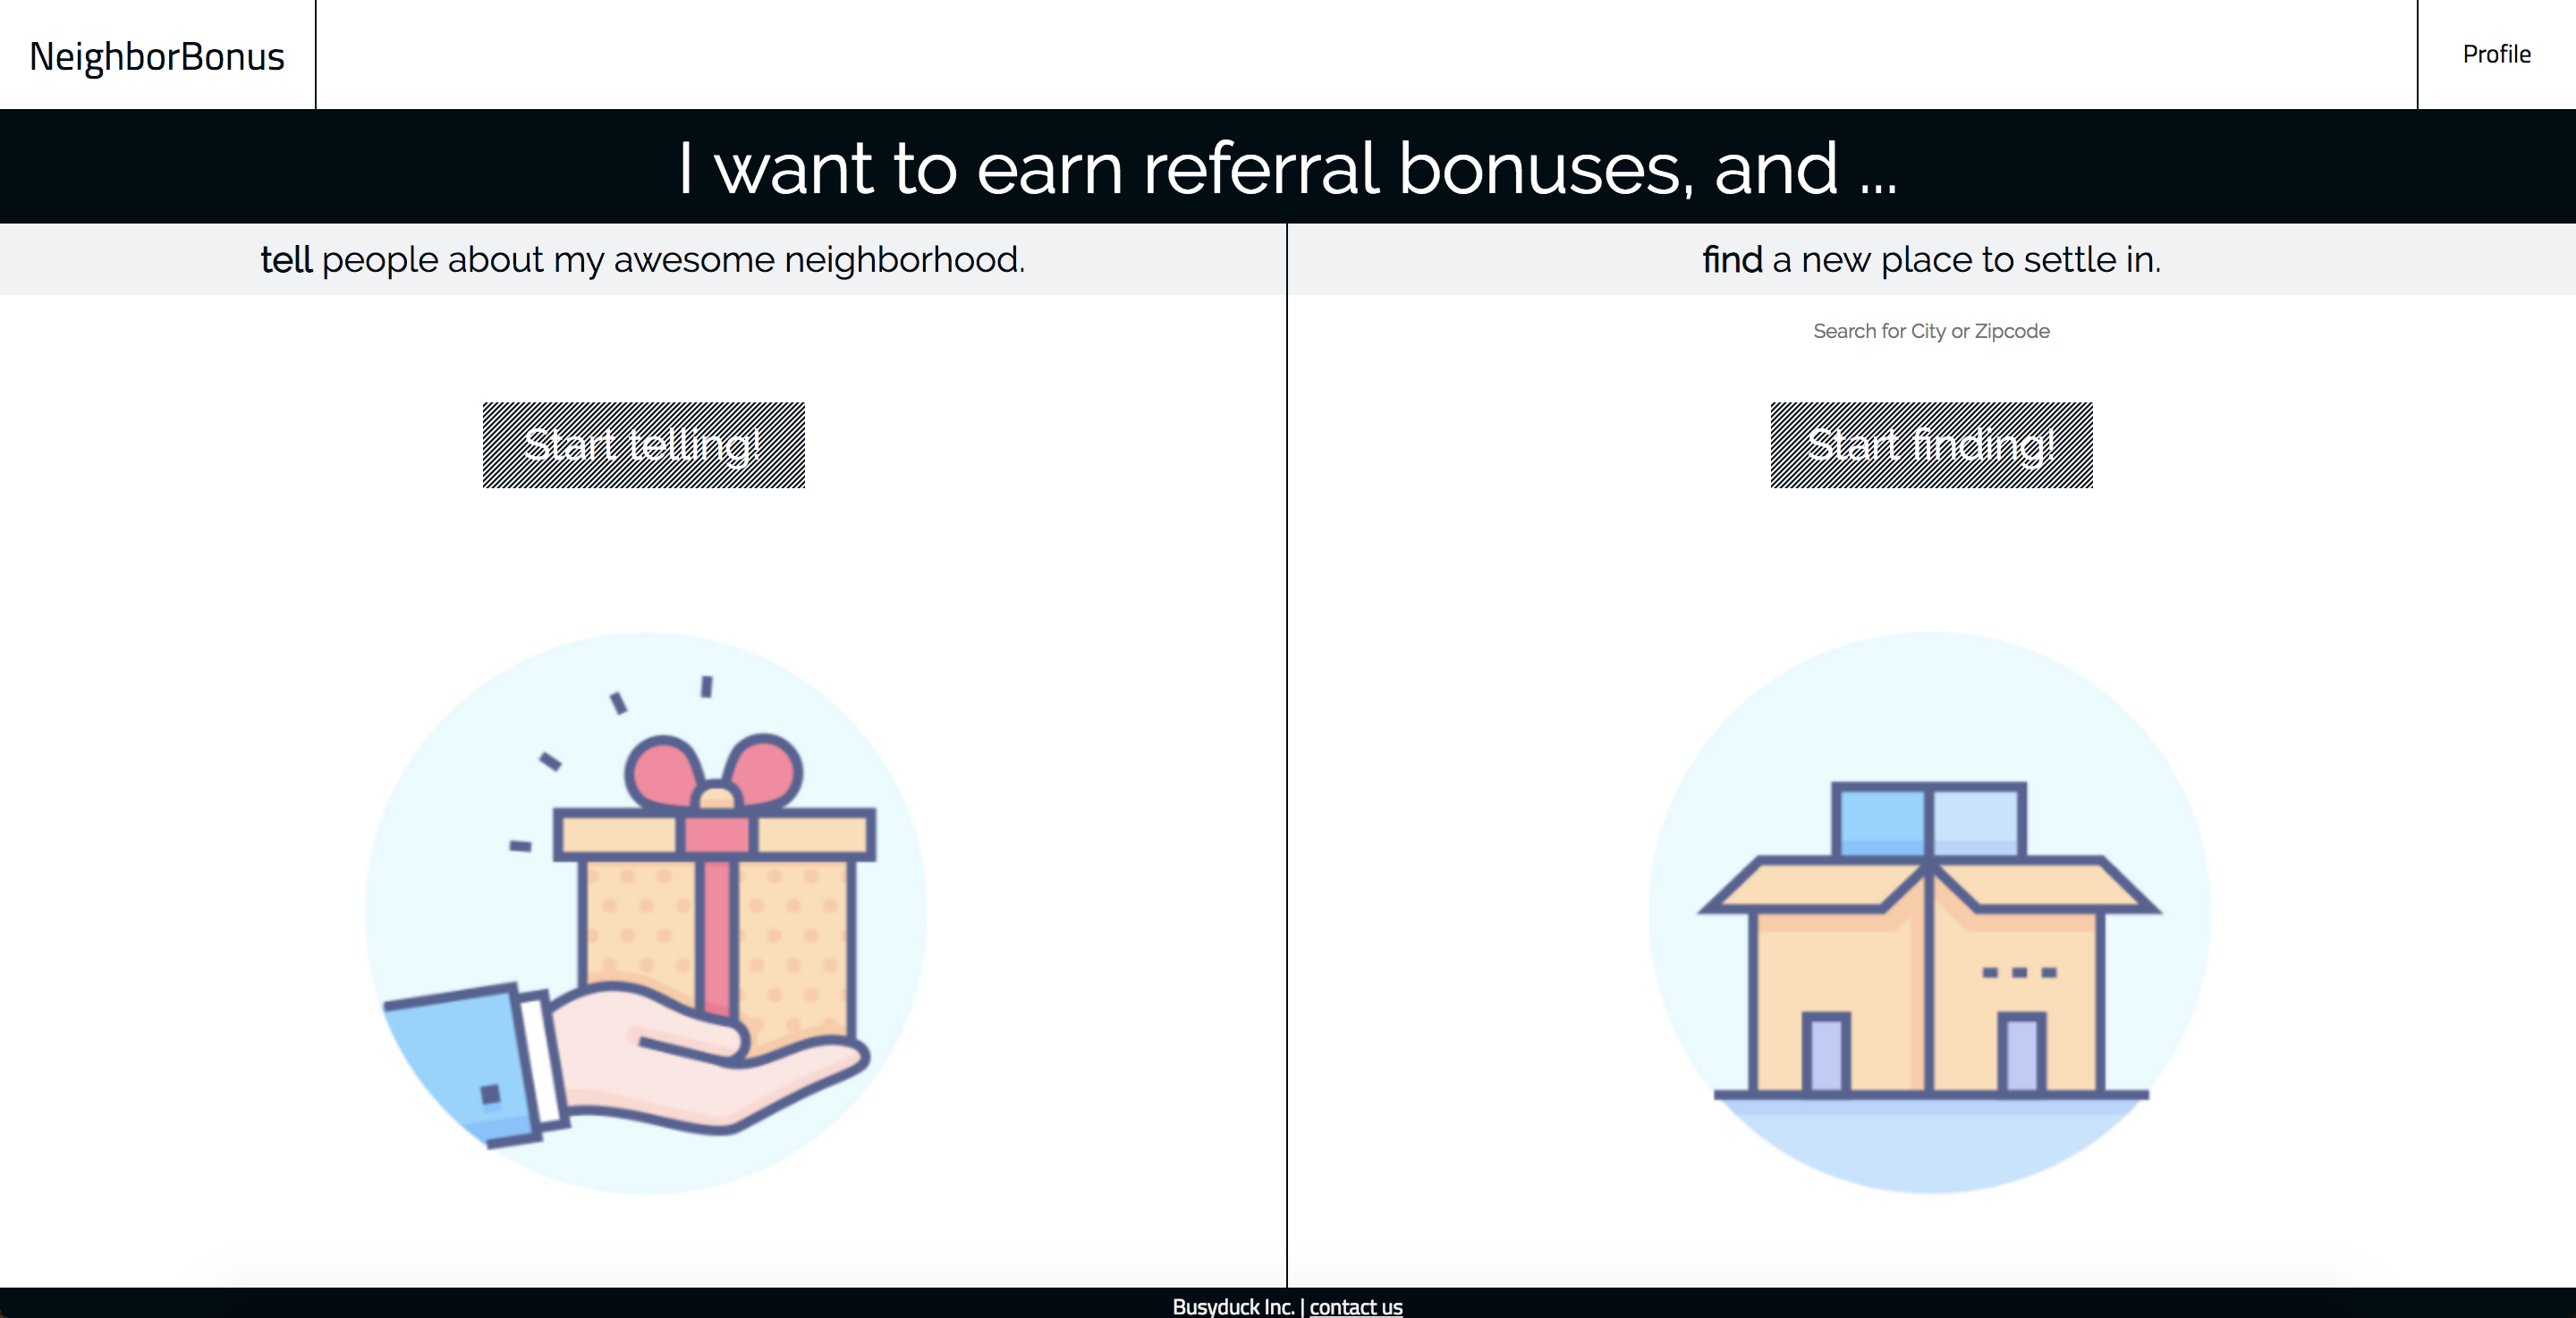 NeighborBonus
Profile
I want to earn referral bonuses, and ...
tell people about my awesome neighborhood.
find a new place to settle in.
Search for City or Zipcode
Start telling!
Start finding!
Busyduck Inc. | contact us